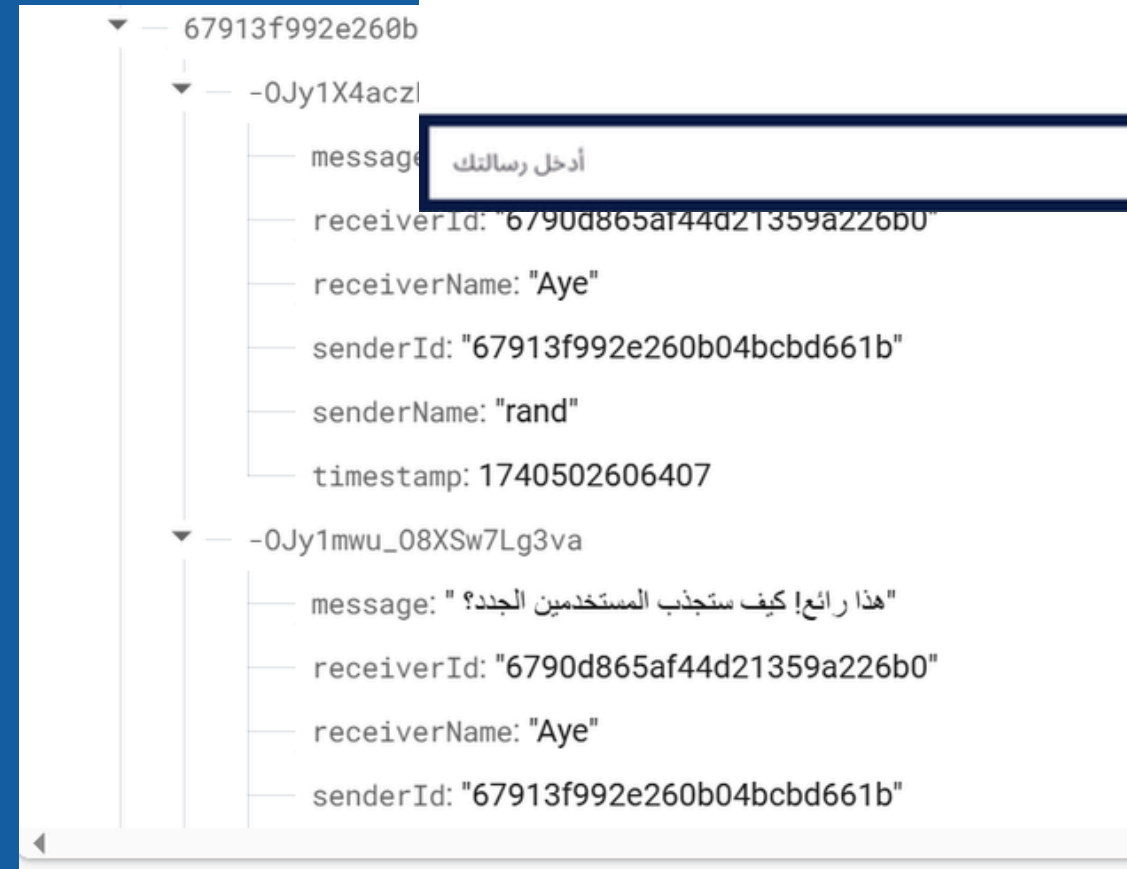 67913f992e260b
-OJy1X4acz
message
أدخل رسالتك
receiverId: "6790d865af44d21359a226b0"
receiverName: "Aye"
senderId: "67913f992e260b04bcbd661b"
senderName: "rand"
timestamp: 1740502606407
-OJy1mwu_O8XSw7Lg3va
message: "هذا رائع! كيف ستجذب المستخدمين الجدد؟ "
receiverId: "6790d865af44d21359a226b0"
receiverName: "Aye"
senderId: "67913f992e260b04bcbd661b"